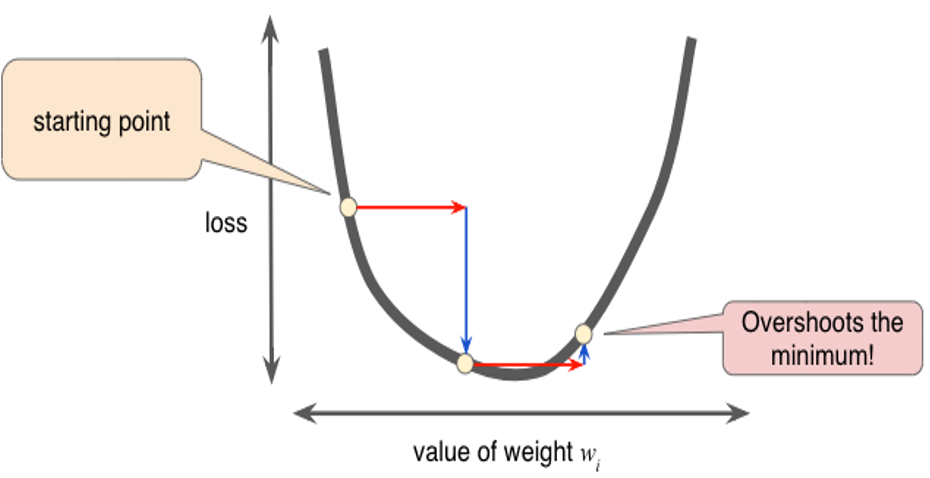 starting point
loss
Overshoots the
minimum!
value of weight wᵢ